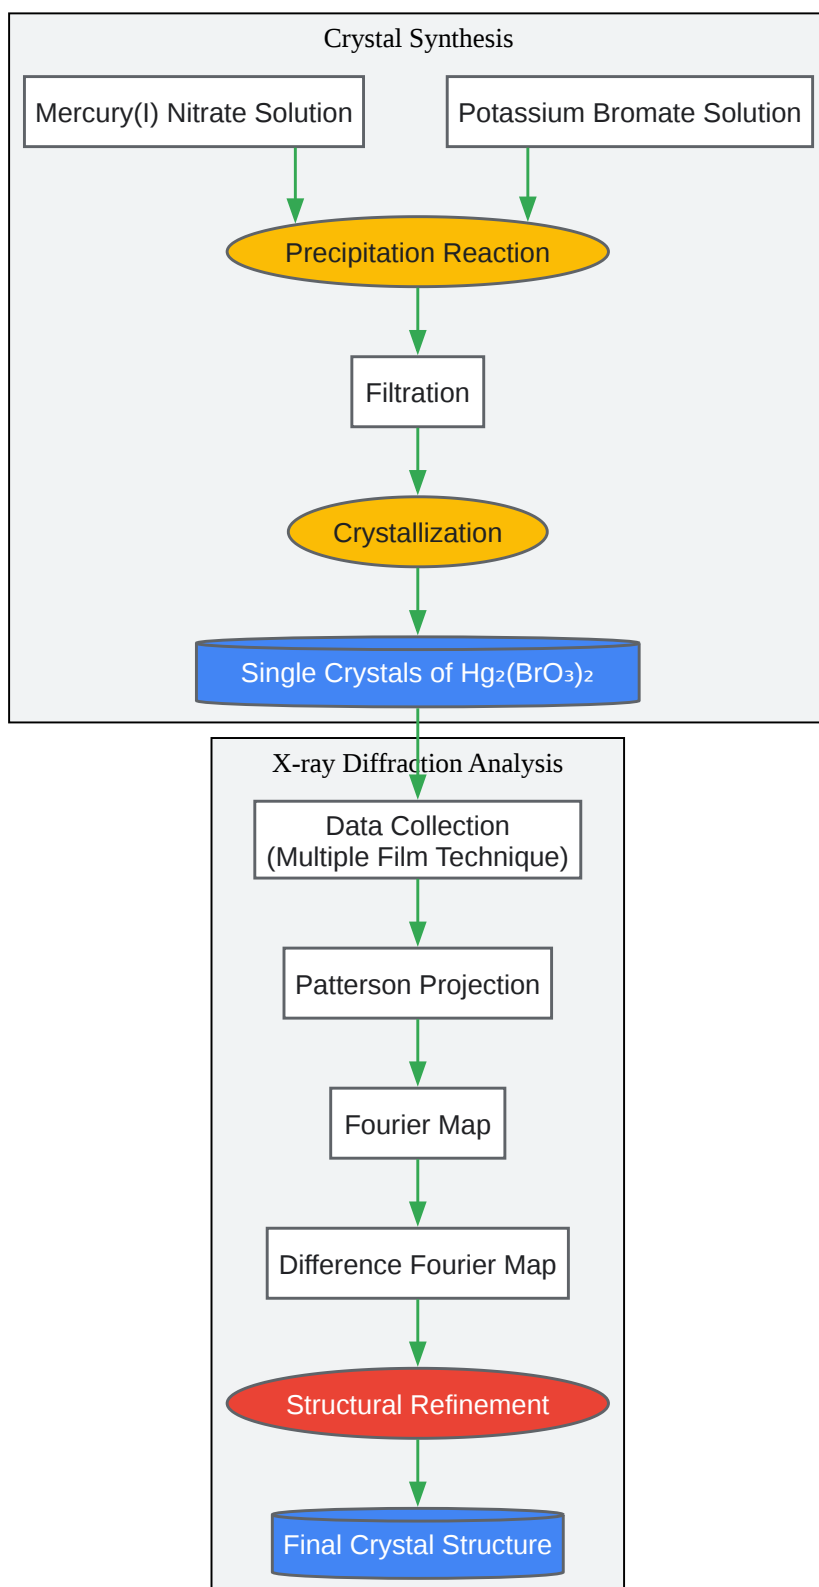 Crystal Synthesis
Mercury(I) Nitrate Solution
Potassium Bromate Solution
Precipitation Reaction
Filtration
Crystallization
Single Crystals of Hg₂(BrO₃)₂
X-ray Diffraction Analysis
Data Collection
(Multiple Film Technique)
Patterson Projection
Fourier Map
Difference Fourier Map
Structural Refinement
Final Crystal Structure